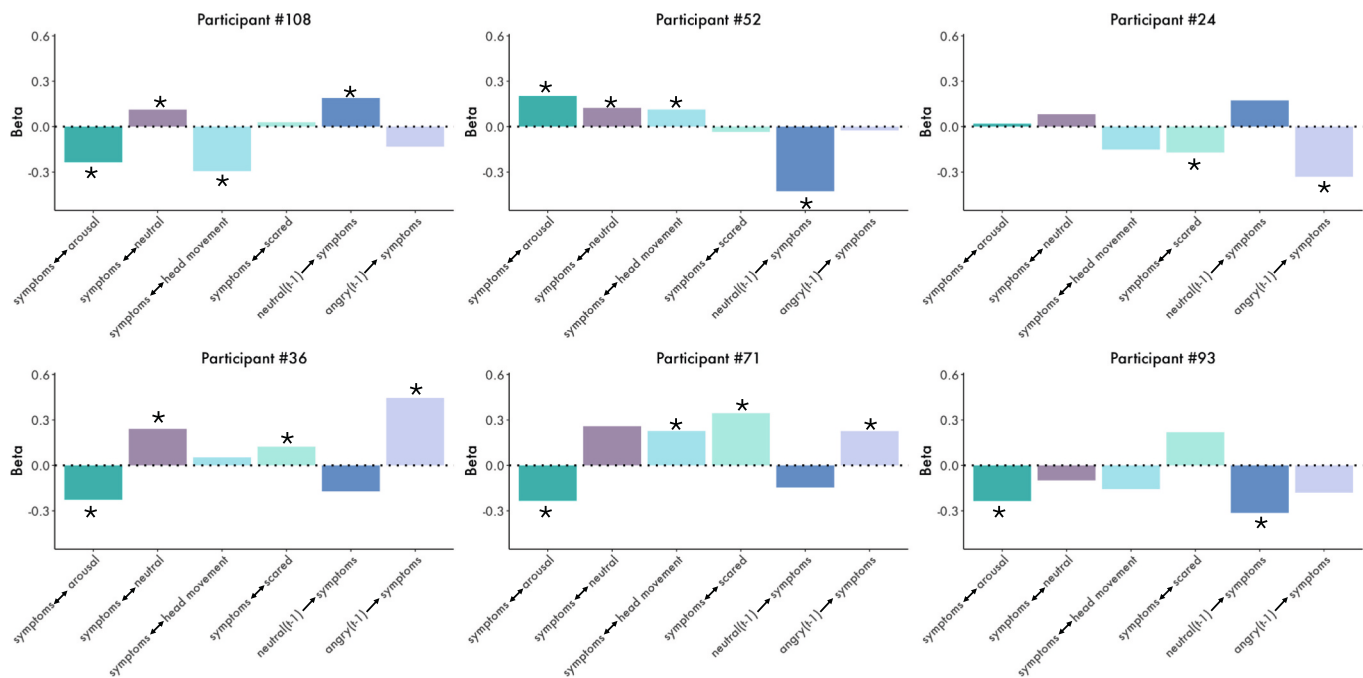 Participant #108
Participant #52
Participant #24
Beta
0.6
0.3
0.0
-0.3
*
*
*
*
symptoms ↔ arousal
symptoms ↔ neutral
symptoms ↔ head movement
symptoms ↔ scared
neutral(t-1) → symptoms
angry(t-1) → symptoms
Beta
0.6
0.3
0.0
-0.3
*
*
*
*
symptoms ↔ arousal
symptoms ↔ neutral
symptoms ↔ head movement
symptoms ↔ scared
neutral(t-1) → symptoms
angry(t-1) → symptoms
Beta
0.6
0.3
0.0
-0.3
*
*
symptoms ↔ arousal
symptoms ↔ neutral
symptoms ↔ head movement
symptoms ↔ scared
neutral(t-1) → symptoms
angry(t-1) → symptoms
Participant #36
Participant #71
Participant #93
Beta
0.6
0.3
0.0
-0.3
*
*
*
*
symptoms ↔ arousal
symptoms ↔ neutral
symptoms ↔ head movement
symptoms ↔ scared
neutral(t-1) → symptoms
angry(t-1) → symptoms
Beta
0.6
0.3
0.0
-0.3
*
*
*
*
symptoms ↔ arousal
symptoms ↔ neutral
symptoms ↔ head movement
symptoms ↔ scared
neutral(t-1) → symptoms
angry(t-1) → symptoms
Beta
0.6
0.3
0.0
-0.3
*
*
symptoms ↔ arousal
symptoms ↔ neutral
symptoms ↔ head movement
symptoms ↔ scared
neutral(t-1) → symptoms
angry(t-1) → symptoms